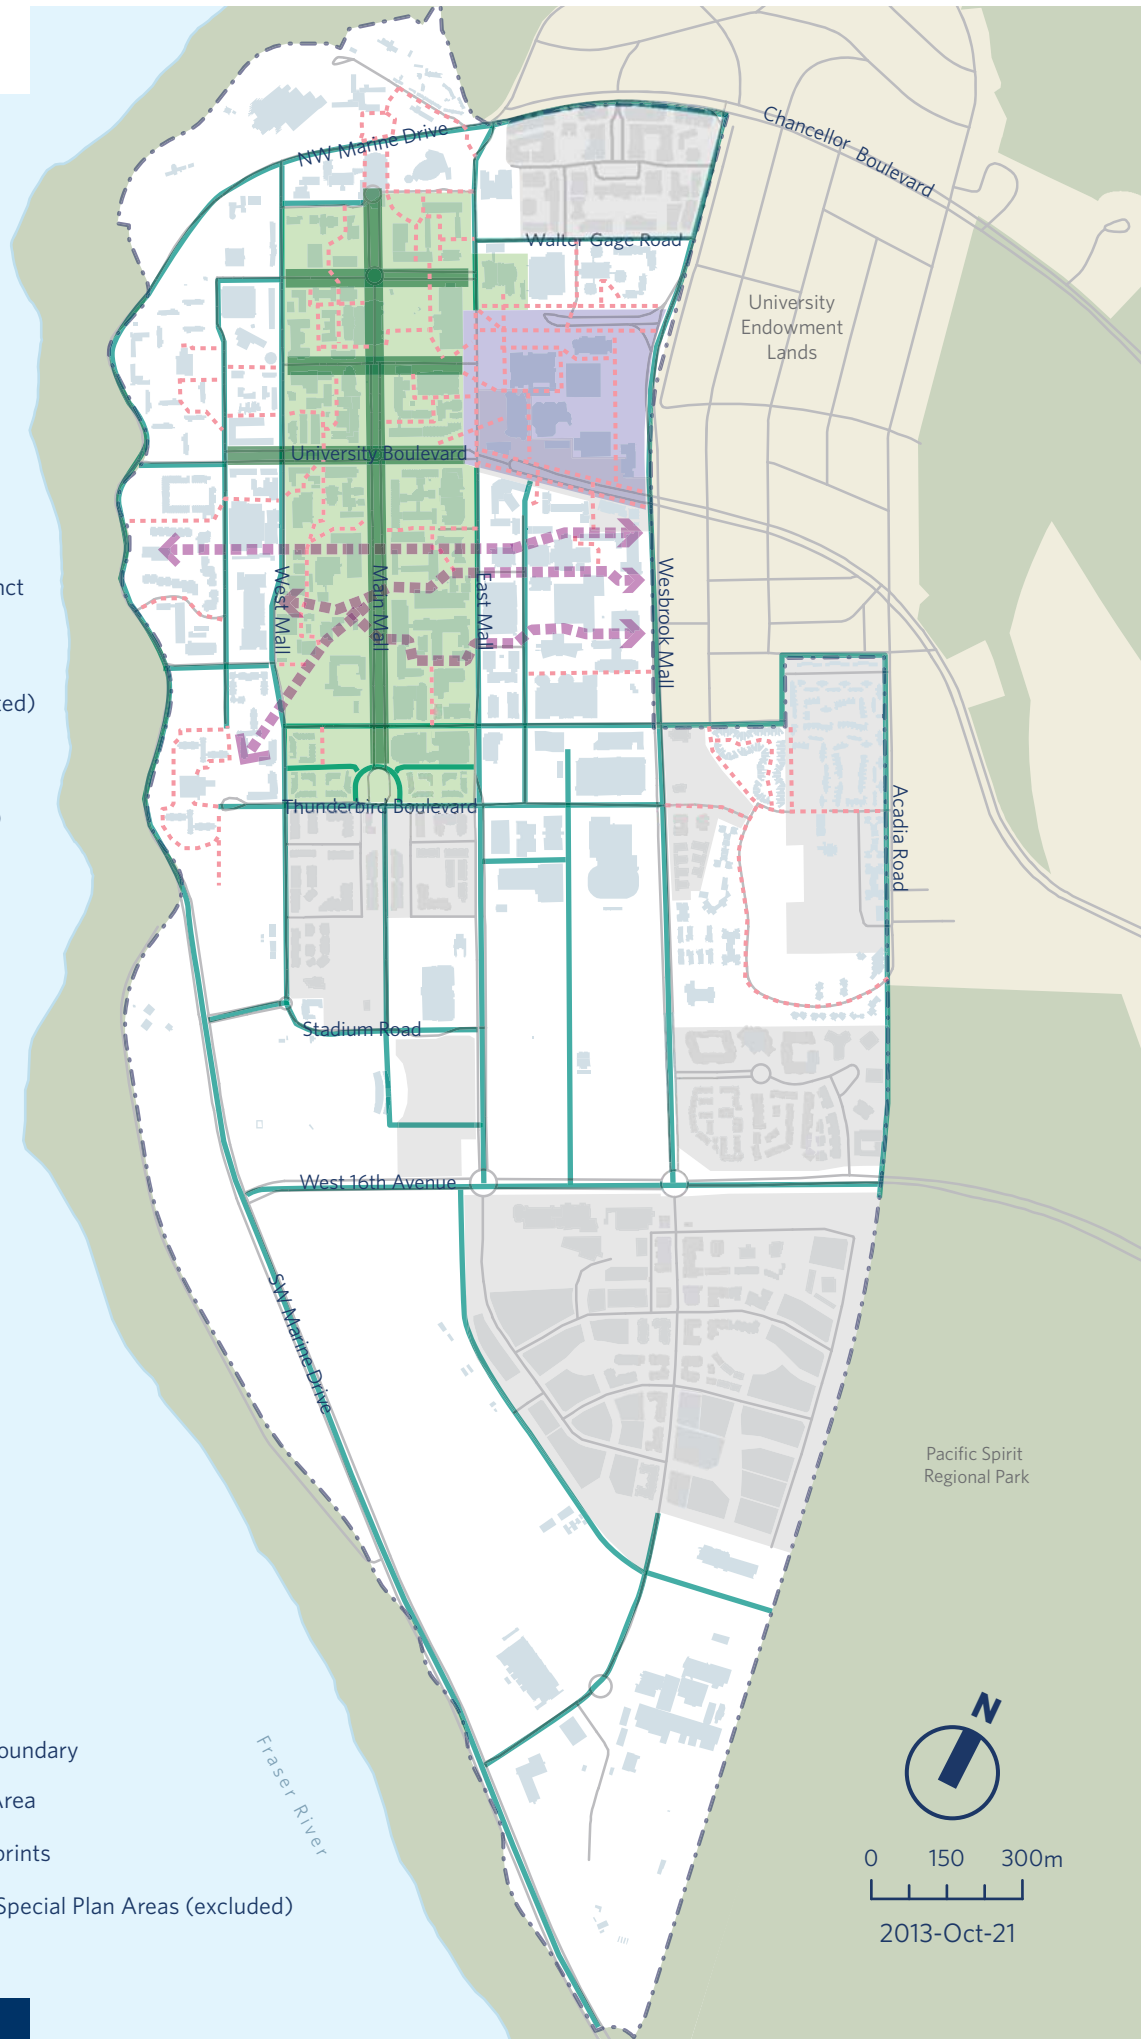 NW Marine Drive
Chancellor Boulevard
Walter Gage Road
University
Endowment
Lands
University Boulevard
West Mall
Main Mall
East Mall
Wesbrook Mall
Thunderbird Boulevard
Acadia Road
Stadium Road
West 16th Avenue
SW Marine Drive
Pacific Spirit
Regional Park
Fraser River
nct
ted)
oundary
Area
prints
Special Plan Areas (excluded)
N
0 150 300m
2013-Oct-21